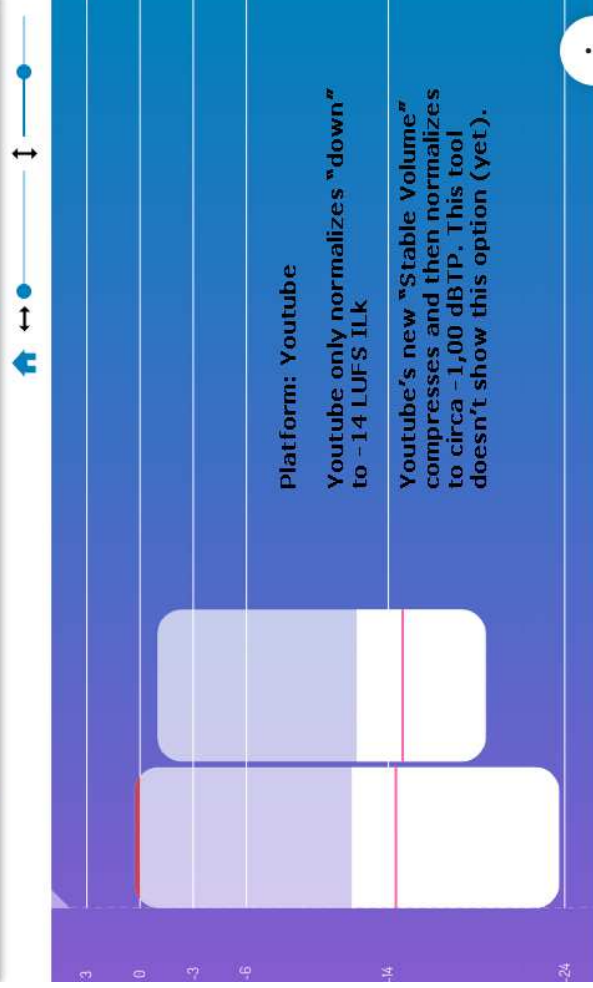 Platform: Youtube
Youtube only normalizes “down”
to -14 LUFS ILk
Youtube’s new “Stable Volume”
compresses and then normalizes
to circa -1,00 dBTP. This tool
doesn’t show this option (yet).
3
0
-3
-6
-14
-24